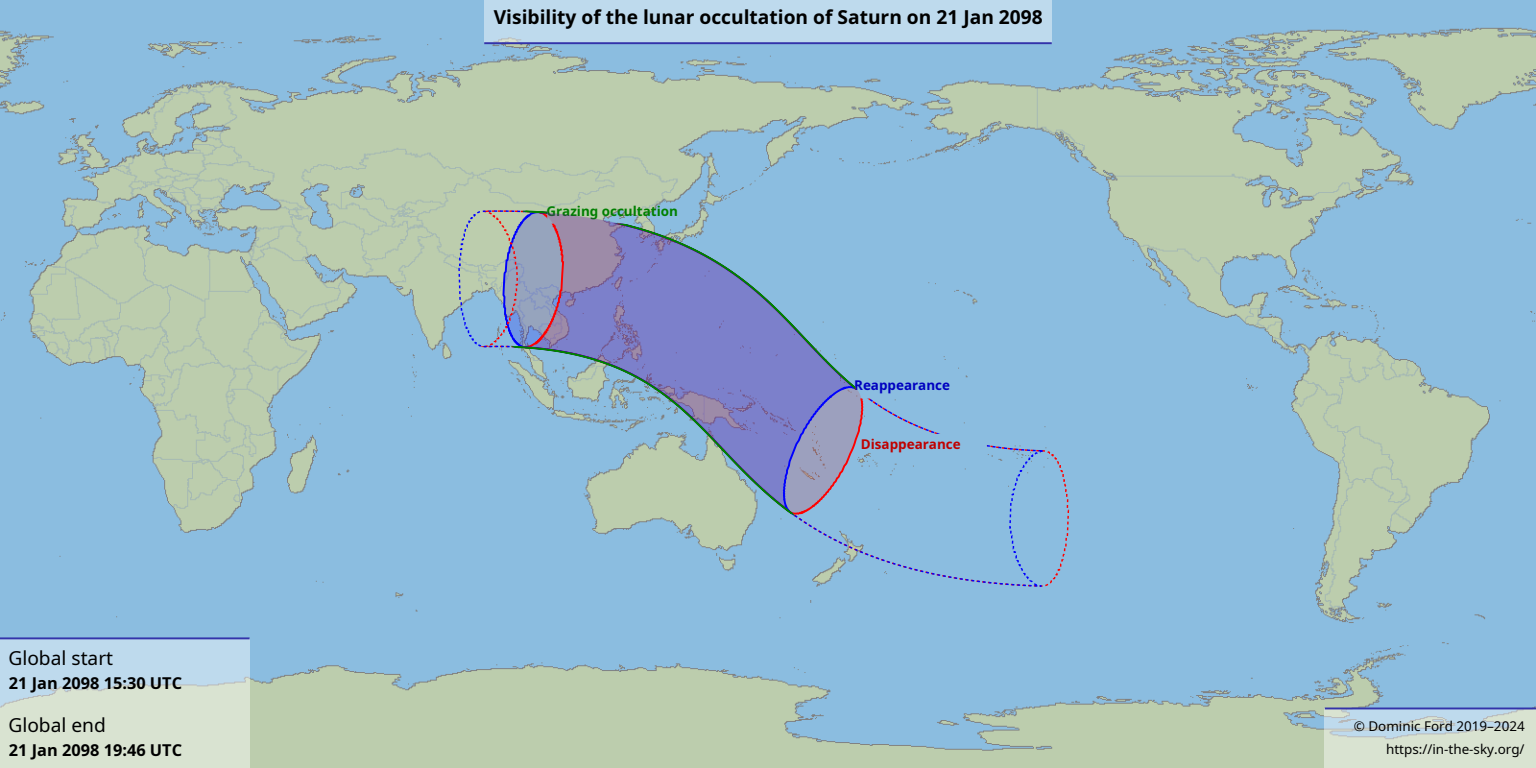 Visibility of the lunar occultation of Saturn on 21 Jan 2098
Grazing occultation
Reappearance
Disappearance
Global start
21 Jan 2098 15:30 UTC
Global end
21 Jan 2098 19:46 UTC
© Dominic Ford 2019–2024
https://in-the-sky.org/